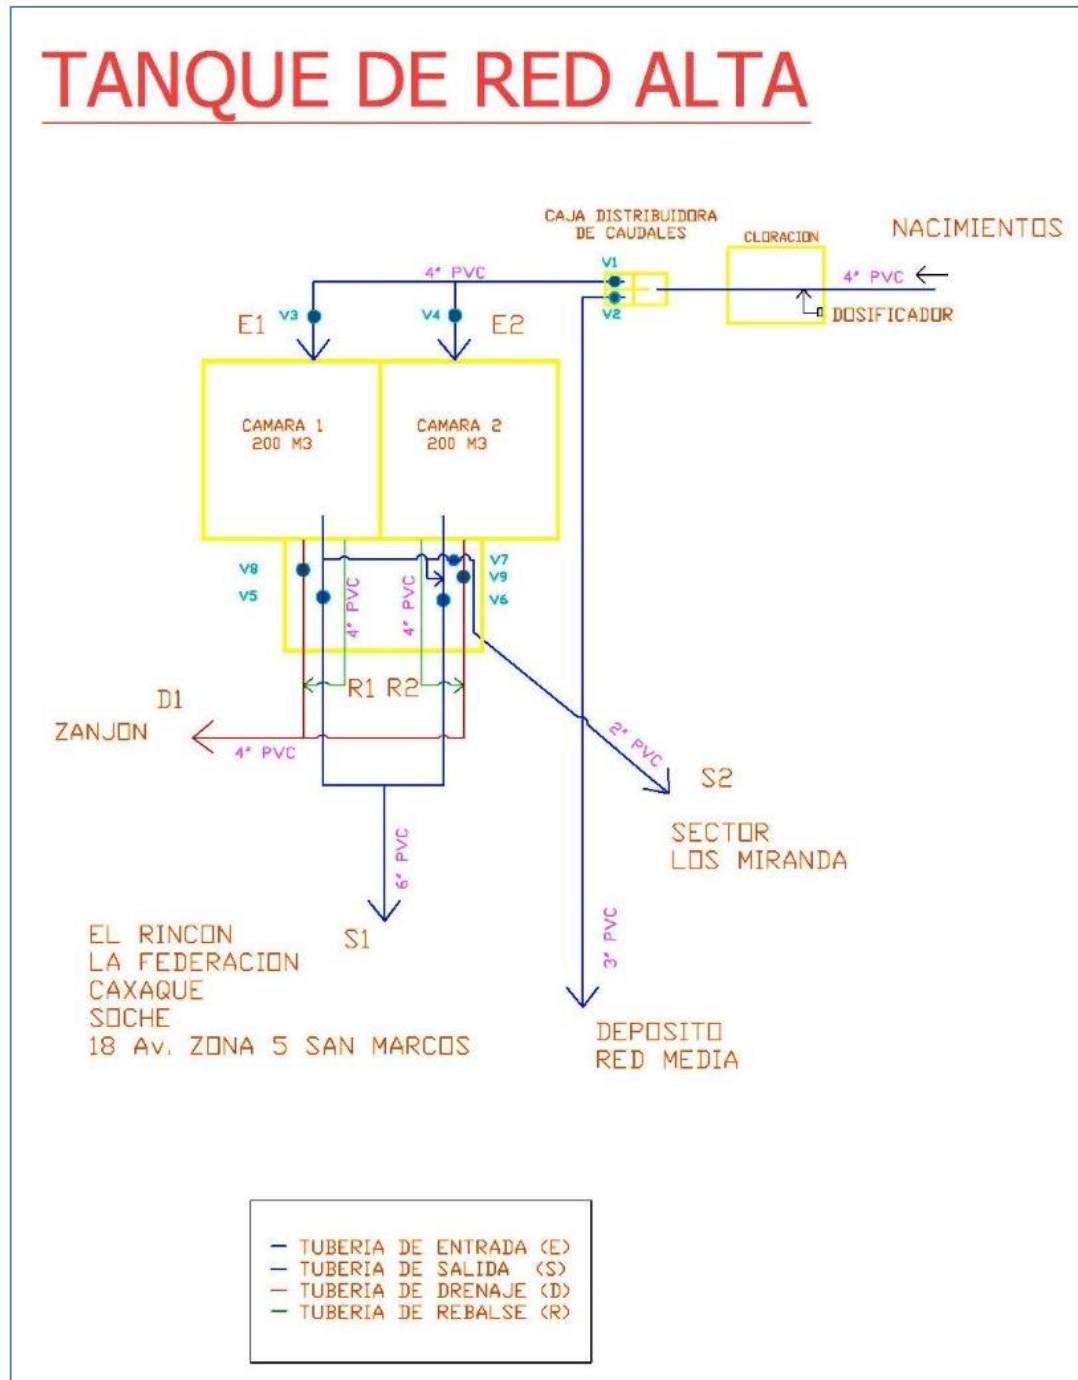 TANQUE DE RED ALTA
CAJA DISTRIBUIDORA
DE CAUDALES
CLORACION
NACIMIENTOS
V1
4" PVC
4" PVC
V2
DOSIFICADOR
E1
V3
V4
E2
CAMARA 1
200 M3
CAMARA 2
200 M3
V8
V5
V7
V9
V6
4" PVC
4" PVC
R1
R2
D1
ZANJON
4" PVC
2" PVC
S2
SECTOR
LOS MIRANDA
6" PVC
S1
EL RINCON
LA FEDERACION
CAXAQUE
SOCHE
18 Av. ZONA 5 SAN MARCOS
3" PVC
DEPOSITO
RED MEDIA
TUBERIA DE ENTRADA (E)
TUBERIA DE SALIDA (S)
TUBERIA DE DRENAJE (D)
TUBERIA DE REBALSE (R)